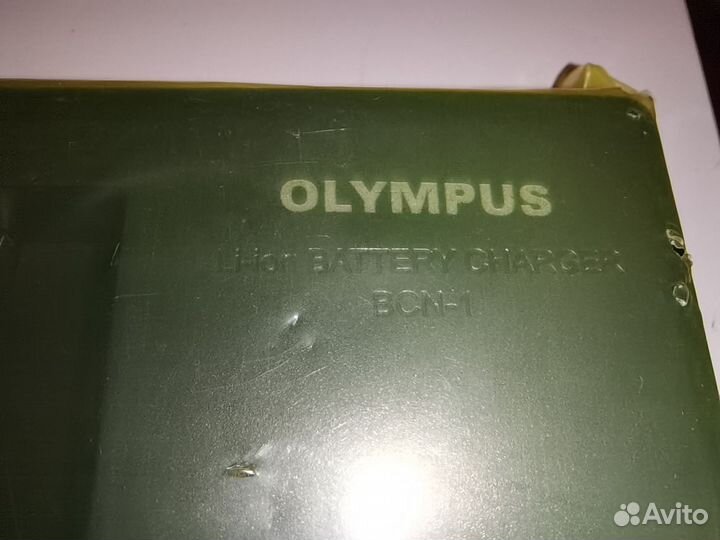 OLYMPUS
Li-ion BATTERY CHARGER
BCN-1
Avito